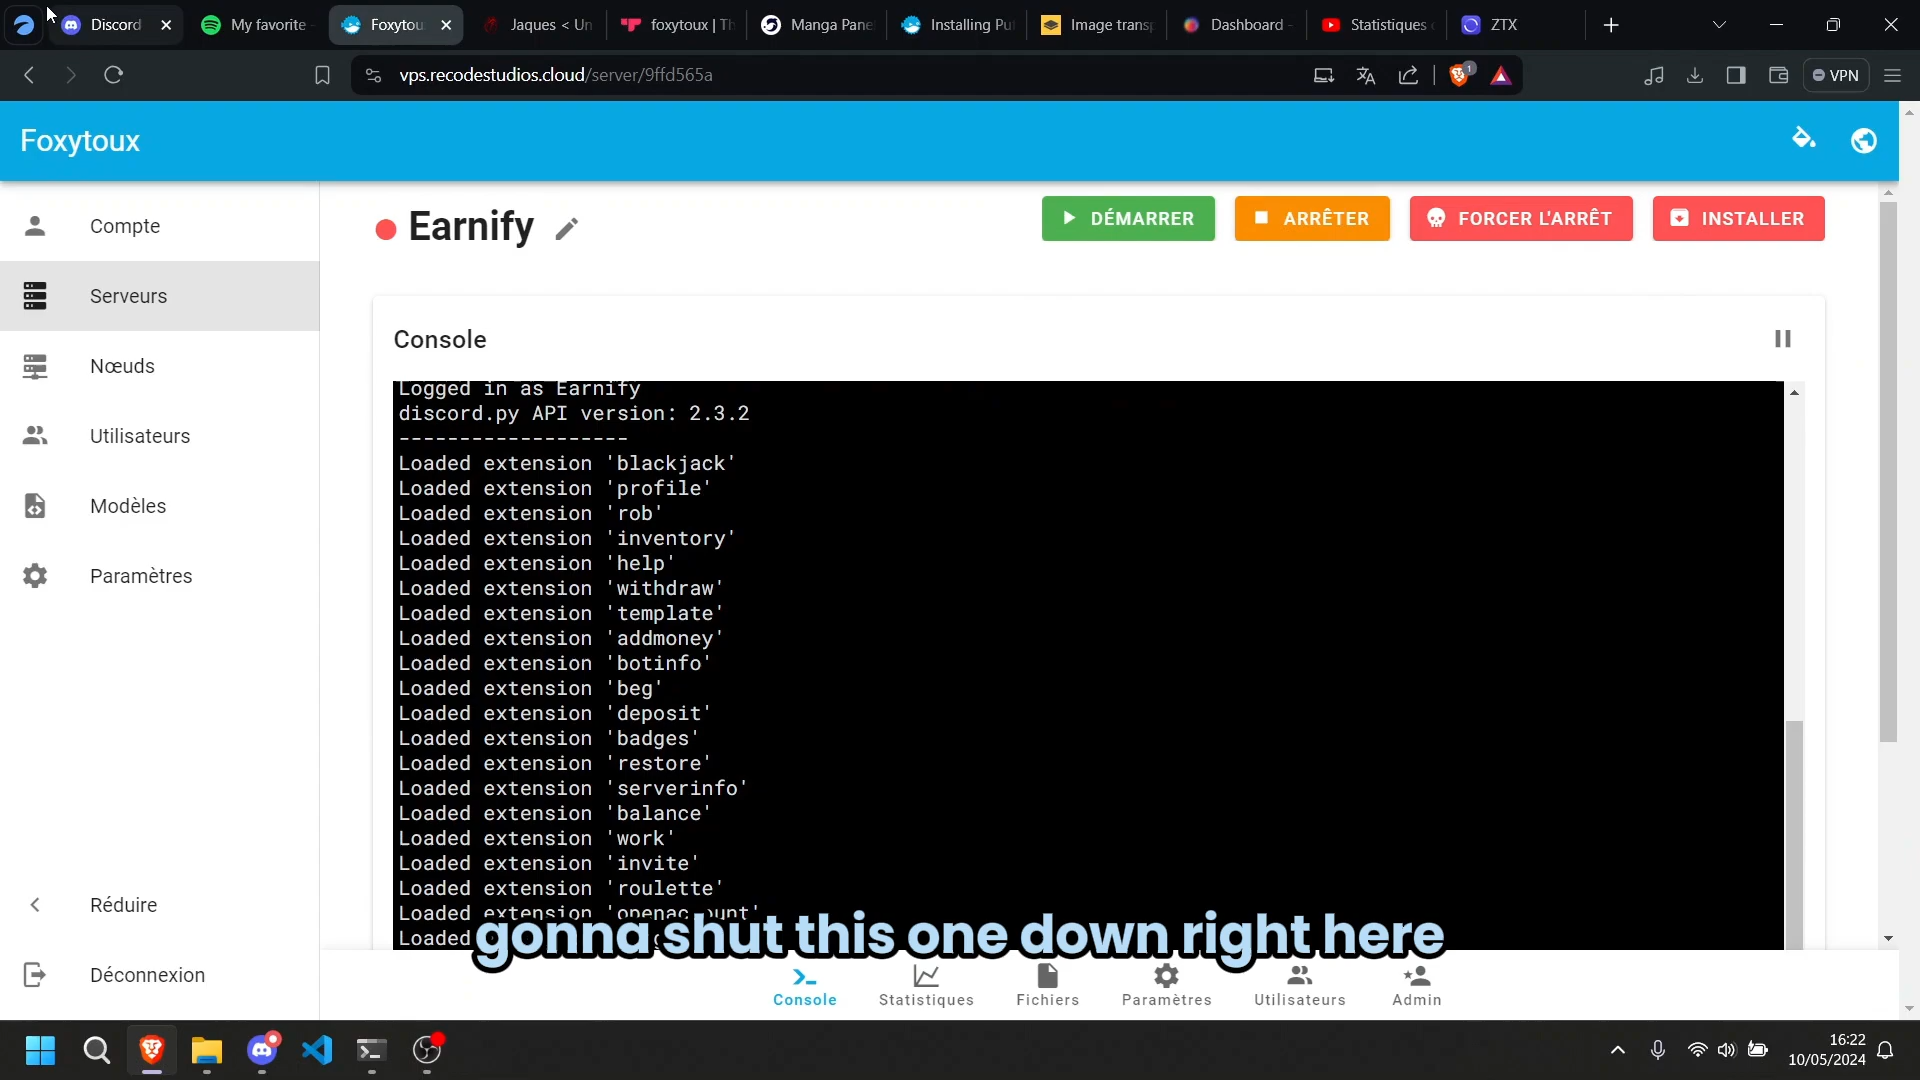 Discord
My favorite
Foxytou
Jaques < Un
foxytoux | Th
Manga Pane
Installing Pu
Image transp
Dashboard -
Statistiques
ZTX
vps.recodestudios.cloud/server/9ffd565a
1
VPN
Foxytoux
Compte
Serveurs
Nœuds
Utilisateurs
Modèles
Paramètres
Réduire
Déconnexion
Earnify
DÉMARRER
ARRÊTER
FORCER L'ARRÊT
INSTALLER
Console
Logged in as Earnify
discord.py API version: 2.3.2
-------------------
Loaded extension 'blackjack'
Loaded extension 'profile'
Loaded extension 'rob'
Loaded extension 'inventory'
Loaded extension 'help'
Loaded extension 'withdraw'
Loaded extension 'template'
Loaded extension 'addmoney'
Loaded extension 'botinfo'
Loaded extension 'beg'
Loaded extension 'deposit'
Loaded extension 'badges'
Loaded extension 'restore'
Loaded extension 'serverinfo'
Loaded extension 'balance'
Loaded extension 'work'
Loaded extension 'invite'
Loaded extension 'roulette'
Loaded extension 'openaccount'
Loaded
gonna shut this one down right here
Console
Statistiques
Fichiers
Paramètres
Utilisateurs
Admin
16:22
10/05/2024